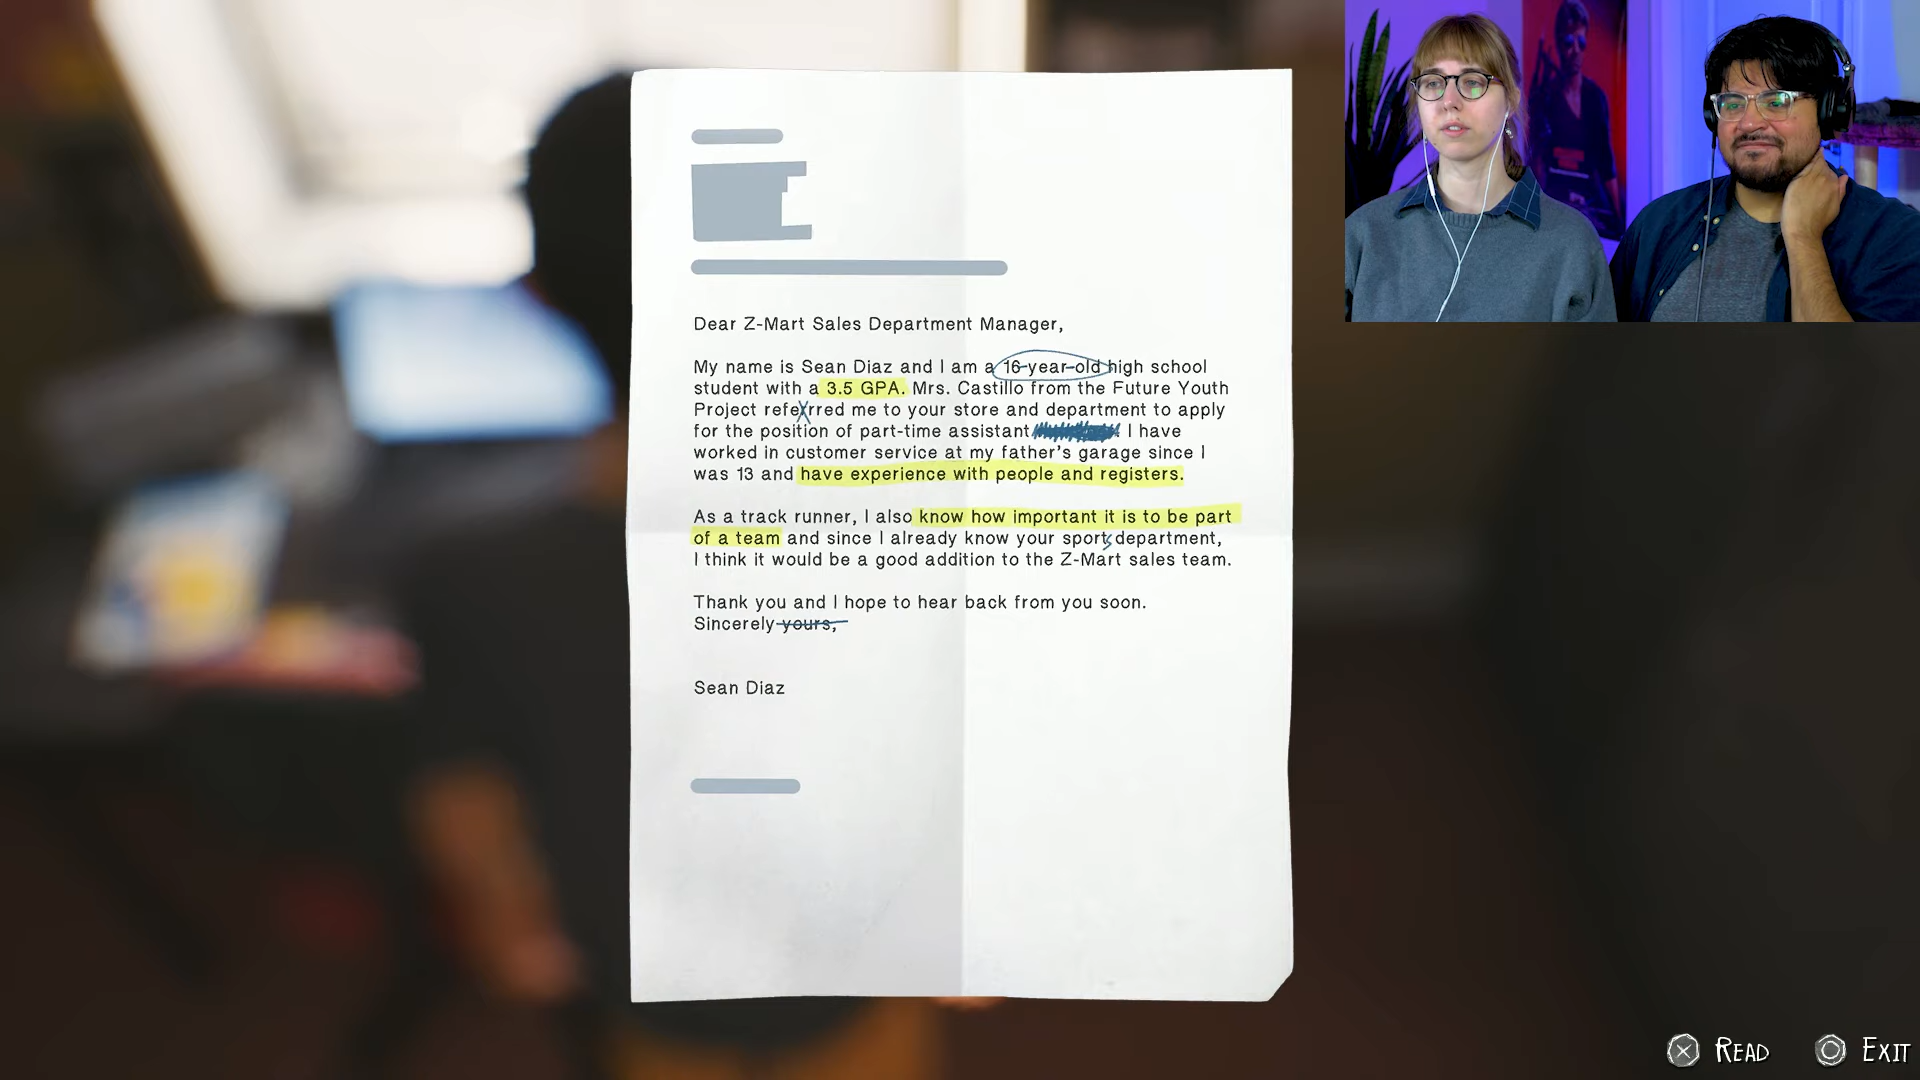 Dear Z-Mart Sales Department Manager,
My name is Sean Diaz and I am a 16-year-old high school
student with a 3.5 GPA. Mrs. Castillo from the Future Youth
Project referred me to your store and department to apply
for the position of part-time assistant I have
worked in customer service at my father's garage since I
was 13 and have experience with people and registers.
As a track runner, I also know how important it is to be part
of a team and since I already know your sports department,
I think it would be a good addition to the Z-Mart sales team.
Thank you and I hope to hear back from you soon.
Sincerely yours,
Sean Diaz
READ
EXIT